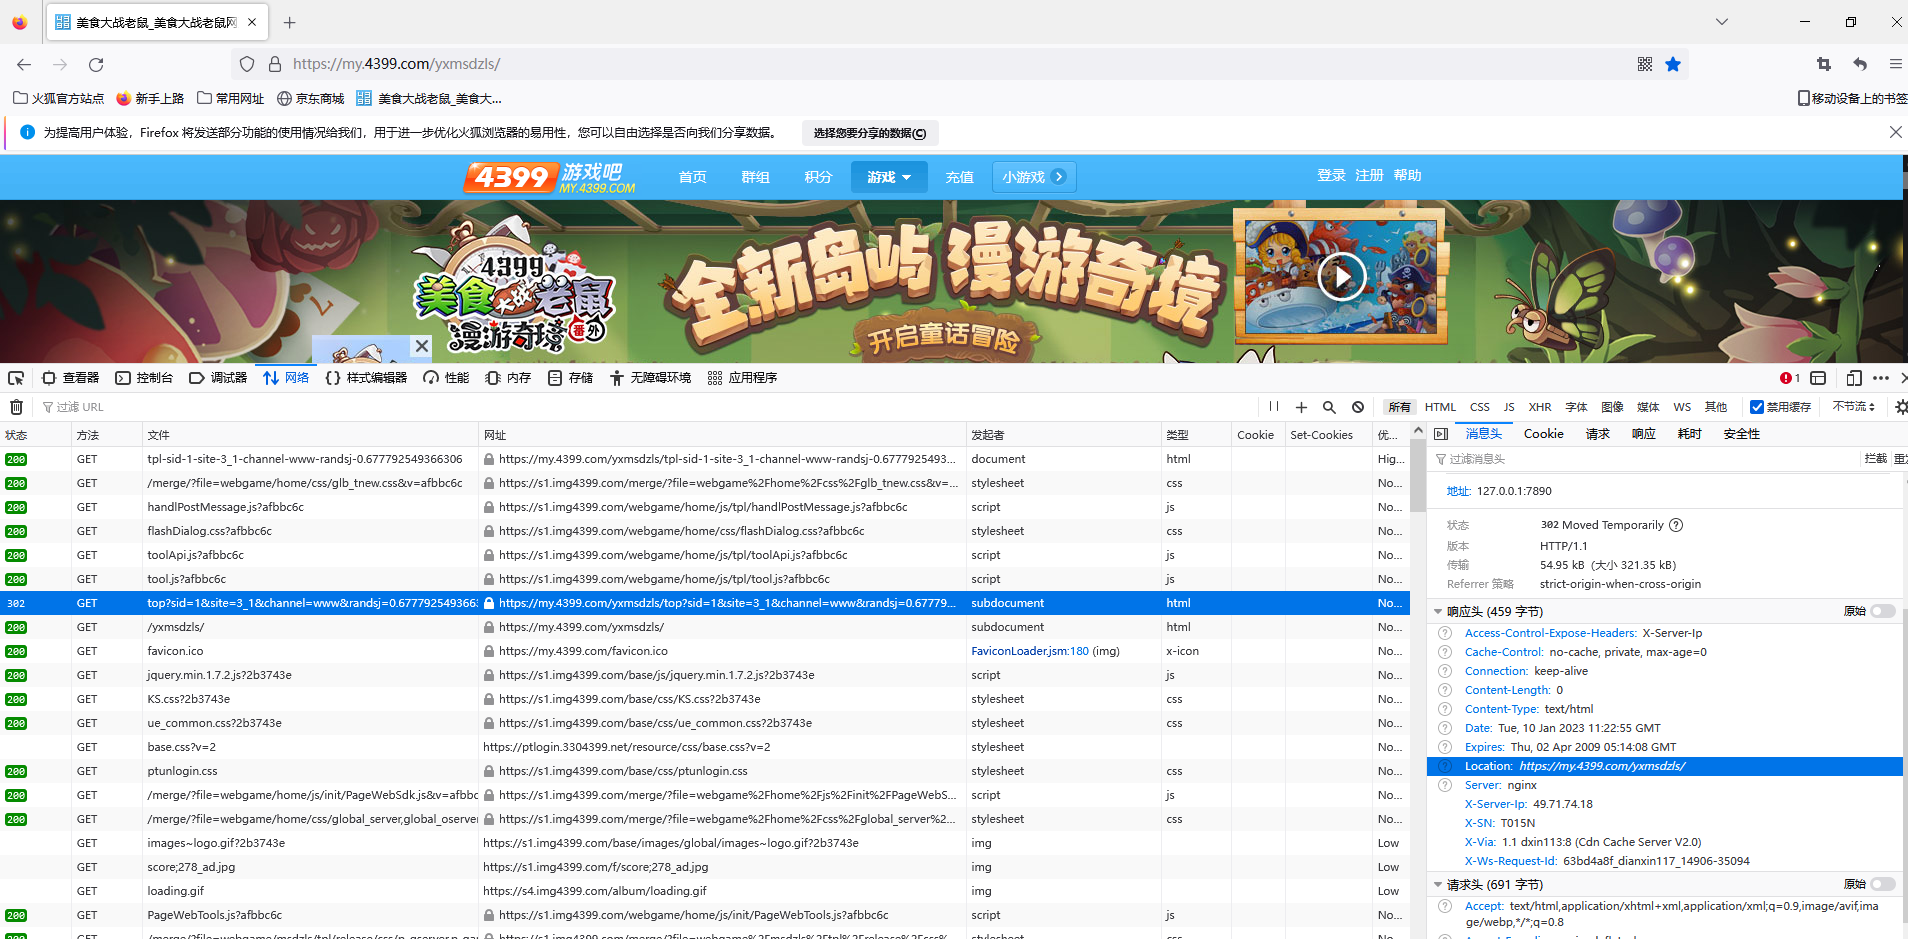 美食大战老鼠_美食大战老鼠网
https://my.4399.com/yxmsdzls/
火狐官方站点 新手上路 常用网址 京东商城 美食大战老鼠_美食大... 移动设备上的书签
为提高用户体验，Firefox 将发送部分功能的使用情况给我们，用于进一步优化火狐浏览器的易用性，您可以自由选择是否向我们分享数据。 选择您要分享的数据(C)
4399 游戏吧 MY.4399.COM 首页 群组 积分 游戏 充值 小游戏 登录 注册 帮助
4399
美食大战老鼠
漫游奇境 番外
全新岛屿 漫游奇境
开启童话冒险
查看器 控制台 调试器 网络 样式编辑器 性能 内存 存储 无障碍环境 应用程序 1
过滤 URL 所有 HTML CSS JS XHR 字体 图像 媒体 WS 其他 禁用缓存 不节流
状态 方法 文件 网址 发起者 类型 Cookie Set-Cookies 优...
200 GET tpl-sid-1-site-3_1-channel-www-randsj-0.677792549366306 https://my.4399.com/yxmsdzls/tpl-sid-1-site-3_1-channel-www-randsj-0.6777925493... document html Hig...
200 GET /merge/?file=webgame/home/css/glb_tnew.css&v=afbbc6c https://s1.img4399.com/merge/?file=webgame%2Fhome%2Fcss%2Fglb_tnew.css&v=... stylesheet css No...
200 GET handlPostMessage.js?afbbc6c https://s1.img4399.com/webgame/home/js/tpl/handlPostMessage.js?afbbc6c script js No...
200 GET flashDialog.css?afbbc6c https://s1.img4399.com/webgame/home/css/flashDialog.css?afbbc6c stylesheet css No...
200 GET toolApi.js?afbbc6c https://s1.img4399.com/webgame/home/js/tpl/toolApi.js?afbbc6c script js No...
200 GET tool.js?afbbc6c https://s1.img4399.com/webgame/home/js/tpl/tool.js?afbbc6c script js No...
302 GET top?sid=1&site=3_1&channel=www&randsj=0.677792549366 https://my.4399.com/yxmsdzls/top?sid=1&site=3_1&channel=www&randsj=0.67779... subdocument html No...
200 GET /yxmsdzls/ https://my.4399.com/yxmsdzls/ subdocument html No...
200 GET favicon.ico https://my.4399.com/favicon.ico FaviconLoader.jsm:180 (img) x-icon No...
200 GET jquery.min.1.7.2.js?2b3743e https://s1.img4399.com/base/js/jquery.min.1.7.2.js?2b3743e script js No...
200 GET KS.css?2b3743e https://s1.img4399.com/base/css/KS.css?2b3743e stylesheet css No...
200 GET ue_common.css?2b3743e https://s1.img4399.com/base/css/ue_common.css?2b3743e stylesheet css No...
GET base.css?v=2 https://ptlogin.3304399.net/resource/css/base.css?v=2 stylesheet No...
200 GET ptunlogin.css https://s1.img4399.com/base/css/ptunlogin.css stylesheet css No...
200 GET /merge/?file=webgame/home/js/init/PageWebSdk.js&v=afbbc https://s1.img4399.com/merge/?file=webgame%2Fhome%2Fjs%2Finit%2FPageWebS... script js No...
200 GET /merge/?file=webgame/home/css/global_server,global_oserver https://s1.img4399.com/merge/?file=webgame%2Fhome%2Fcss%2Fglobal_server%2... stylesheet css No...
GET images~logo.gif?2b3743e https://s1.img4399.com/base/images/global/images~logo.gif?2b3743e img Low
GET score;278_ad.jpg https://s1.img4399.com/f/score;278_ad.jpg img Low
GET loading.gif https://s4.img4399.com/album/loading.gif img Low
200 GET PageWebTools.js?afbbc6c https://s1.img4399.com/webgame/home/js/init/PageWebTools.js?afbbc6c script js No...
消息头 Cookie 请求 响应 耗时 安全性
过滤消息头 拦截 重发
地址: 127.0.0.1:7890
状态 302 Moved Temporarily
版本 HTTP/1.1
传输 54.95 kB（大小 321.35 kB）
Referrer 策略 strict-origin-when-cross-origin
响应头 (459 字节) 原始
Access-Control-Expose-Headers: X-Server-Ip
Cache-Control: no-cache, private, max-age=0
Connection: keep-alive
Content-Length: 0
Content-Type: text/html
Date: Tue, 10 Jan 2023 11:22:55 GMT
Expires: Thu, 02 Apr 2009 05:14:08 GMT
Location: https://my.4399.com/yxmsdzls/
Server: nginx
X-Server-Ip: 49.71.74.18
X-SN: T015N
X-Via: 1.1 dxin113:8 (Cdn Cache Server V2.0)
X-Ws-Request-Id: 63bd4a8f_dianxin117_14906-35094
请求头 (691 字节) 原始
Accept: text/html,application/xhtml+xml,application/xml;q=0.9,image/avif,ima
ge/webp,*/*;q=0.8